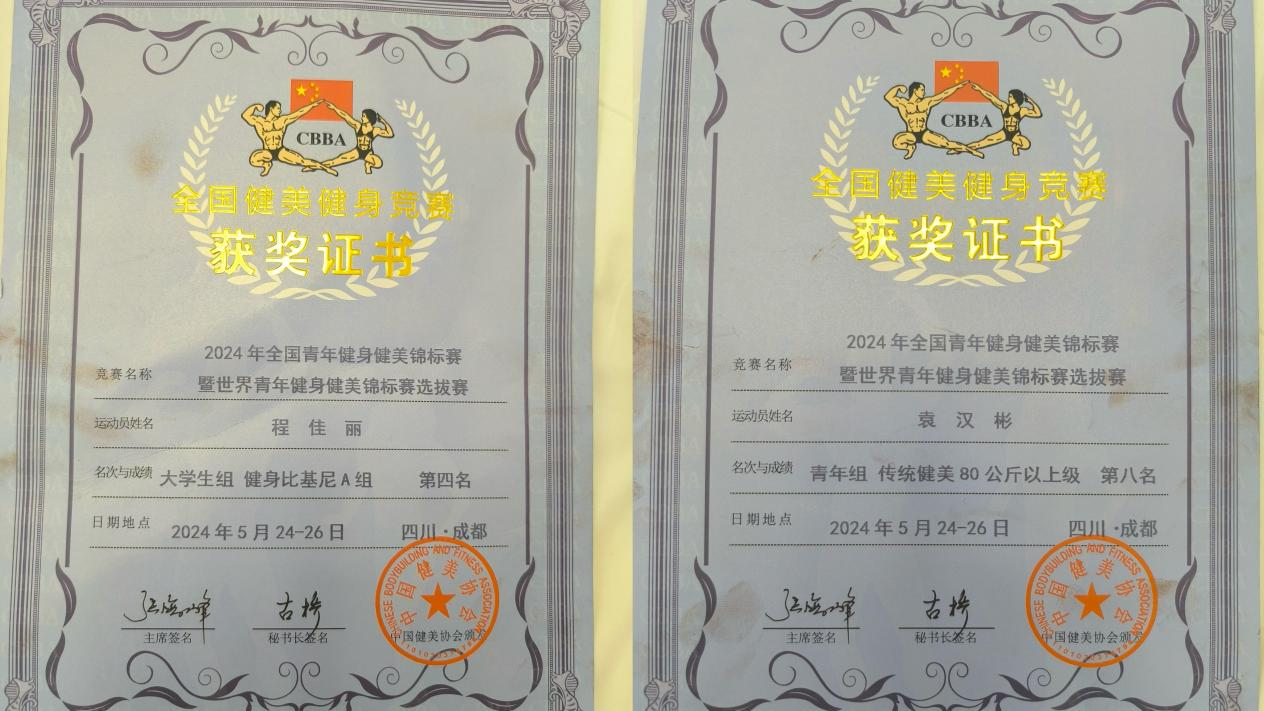 CBBA
全国健美健身竞赛
获奖证书
竞赛名称
2024年全国青年健身健美锦标赛
暨世界青年健身健美锦标赛选拔赛
运动员姓名 程佳丽
名次与成绩 大学生组 健身比基尼A组 第四名
日期地点 2024年5月24-26日 四川·成都
主席签名 秘书长签名 中国健美协会颁发
中国健美协会
CHINESE BODYBUILDING AND FITNESS ASSOCIATION
CBBA
全国健美健身竞赛
获奖证书
竞赛名称
2024年全国青年健身健美锦标赛
暨世界青年健身健美锦标赛选拔赛
运动员姓名 袁汉彬
名次与成绩 青年组 传统健美80公斤以上级 第八名
日期地点 2024年5月24-26日 四川·成都
主席签名 秘书长签名 中国健美协会颁发
中国健美协会
CHINESE BODYBUILDING AND FITNESS ASSOCIATION